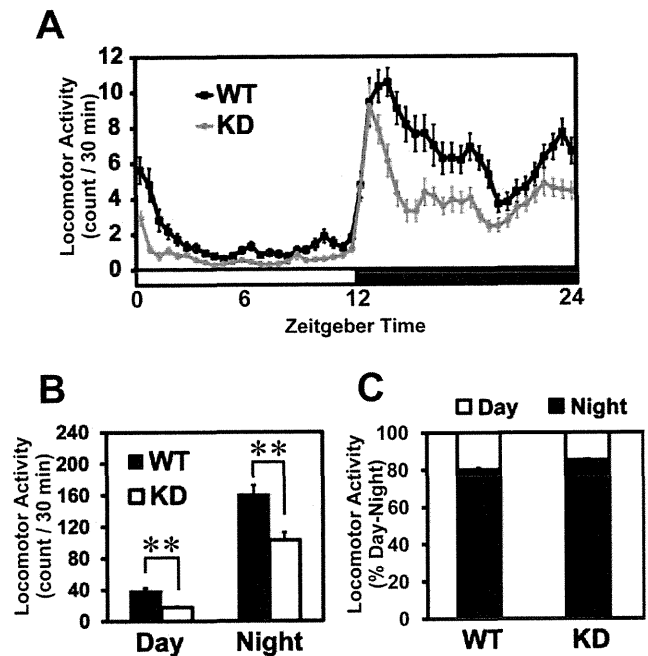 A
Locomotor Activity
(count / 30 min)
12
10
8
6
4
2
0
WT
KD
0
6
12
24
Zeitgeber Time
B
Locomotor Activity
(count / 30 min)
240
200
160
120
80
40
0
WT
KD
**
**
Day
Night
C
Day
Night
Locomotor Activity
(% Day-Night)
100
80
60
40
20
0
WT
KD